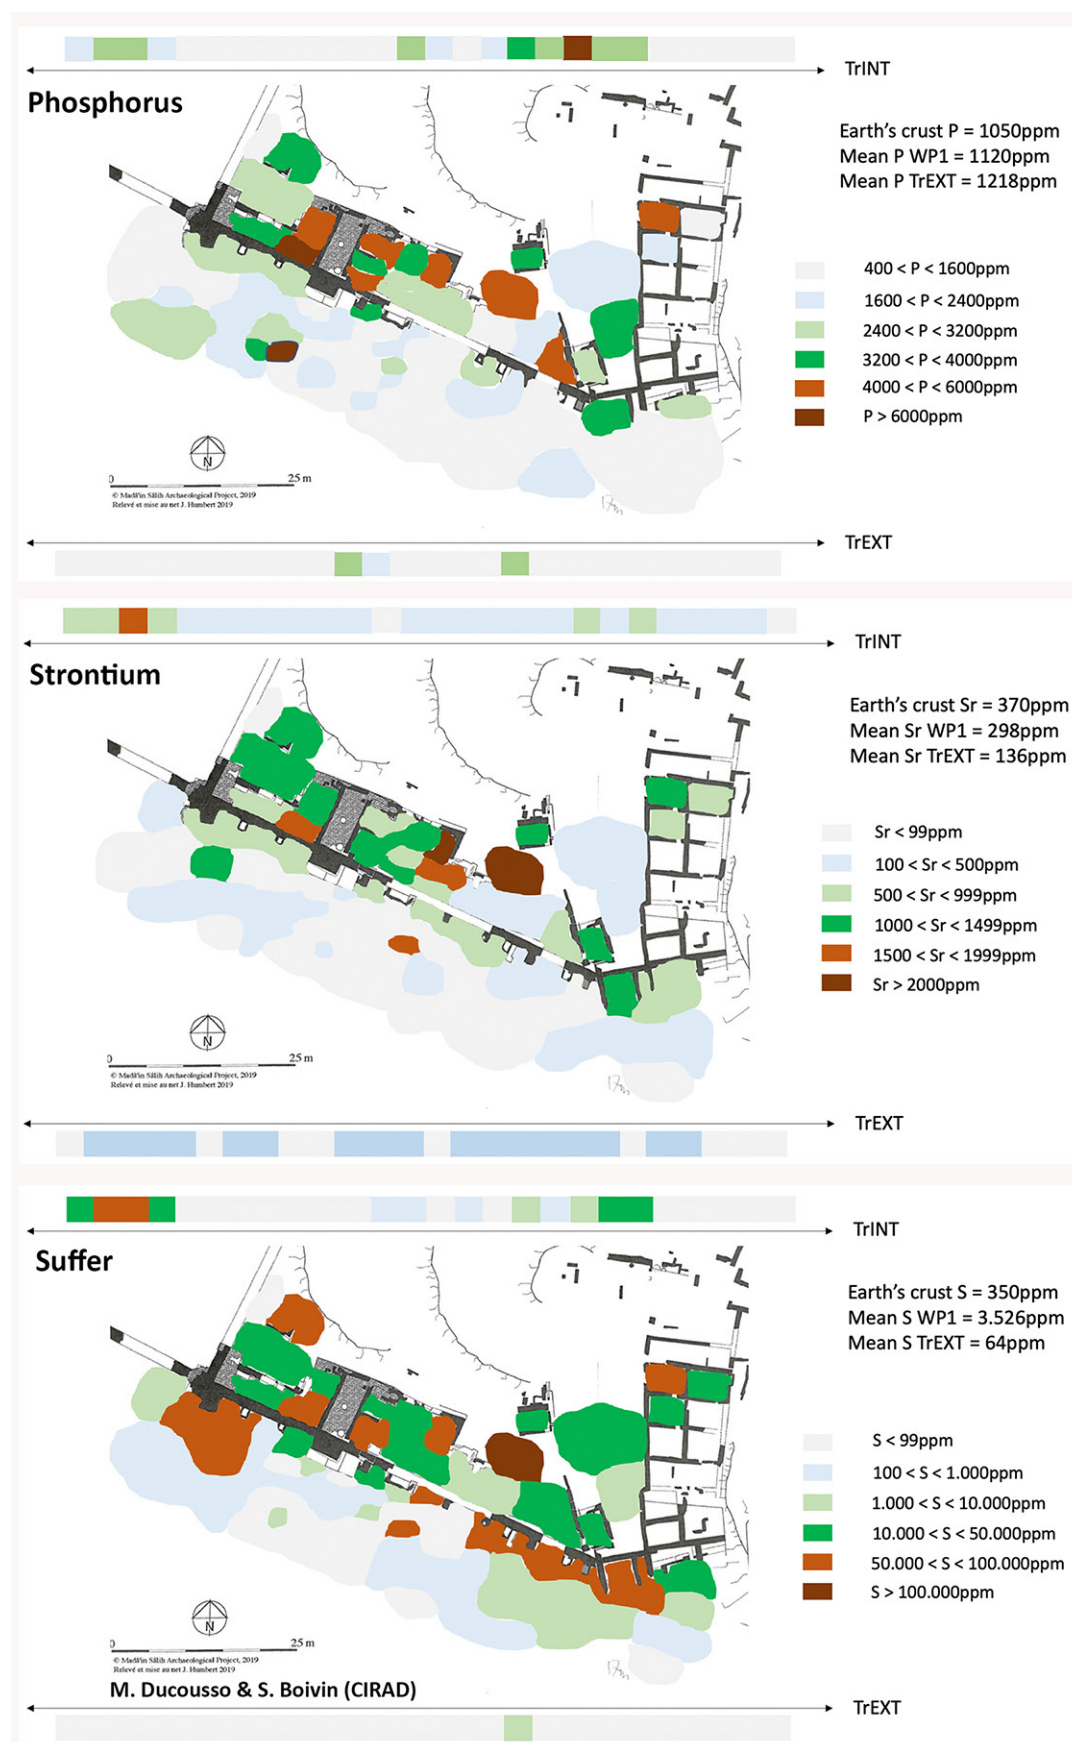 TrINT
Phosphorus
Earth's crust P = 1050ppm
Mean P WP1 = 1120ppm
Mean P TrEXT = 1218ppm
400 < P < 1600ppm
1600 < P < 2400ppm
2400 < P < 3200ppm
3200 < P < 4000ppm
4000 < P < 6000ppm
P > 6000ppm
N
0 25 m
© Madâ'in Sâlih Archaeological Project, 2019
Relevé et mise au net J. Humbert 2019
TrEXT
TrINT
Strontium
Earth's crust Sr = 370ppm
Mean Sr WP1 = 298ppm
Mean Sr TrEXT = 136ppm
Sr < 99ppm
100 < Sr < 500ppm
500 < Sr < 999ppm
1000 < Sr < 1499ppm
1500 < Sr < 1999ppm
Sr > 2000ppm
N
0 25 m
© Madâ'in Sâlih Archaeological Project, 2019
Relevé et mise au net J. Humbert 2019
TrEXT
TrINT
Suffer
Earth's crust S = 350ppm
Mean S WP1 = 3.526ppm
Mean S TrEXT = 64ppm
S < 99ppm
100 < S < 1.000ppm
1.000 < S < 10.000ppm
10.000 < S < 50.000ppm
50.000 < S < 100.000ppm
S > 100.000ppm
N
0 25 m
© Madâ'in Sâlih Archaeological Project, 2019
Relevé et mise au net J. Humbert 2019
M. Ducousso & S. Boivin (CIRAD)
TrEXT